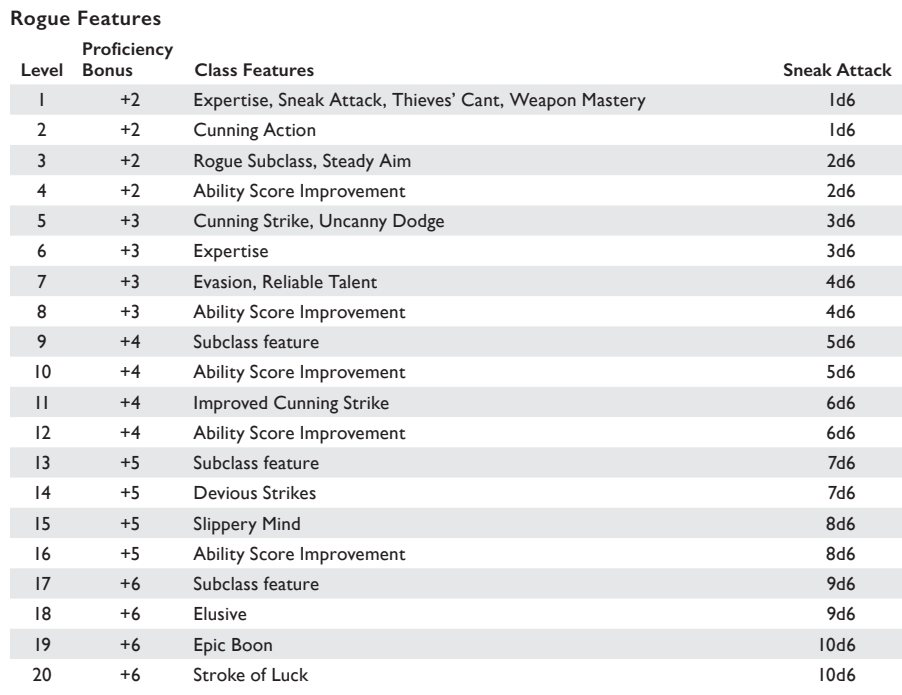 Rogue Features
Proficiency
Level Bonus Class Features Sneak Attack
1 +2 Expertise, Sneak Attack, Thieves’ Cant, Weapon Mastery 1d6
2 +2 Cunning Action 1d6
3 +2 Rogue Subclass, Steady Aim 2d6
4 +2 Ability Score Improvement 2d6
5 +3 Cunning Strike, Uncanny Dodge 3d6
6 +3 Expertise 3d6
7 +3 Evasion, Reliable Talent 4d6
8 +3 Ability Score Improvement 4d6
9 +4 Subclass feature 5d6
10 +4 Ability Score Improvement 5d6
11 +4 Improved Cunning Strike 6d6
12 +4 Ability Score Improvement 6d6
13 +5 Subclass feature 7d6
14 +5 Devious Strikes 7d6
15 +5 Slippery Mind 8d6
16 +5 Ability Score Improvement 8d6
17 +6 Subclass feature 9d6
18 +6 Elusive 9d6
19 +6 Epic Boon 10d6
20 +6 Stroke of Luck 10d6